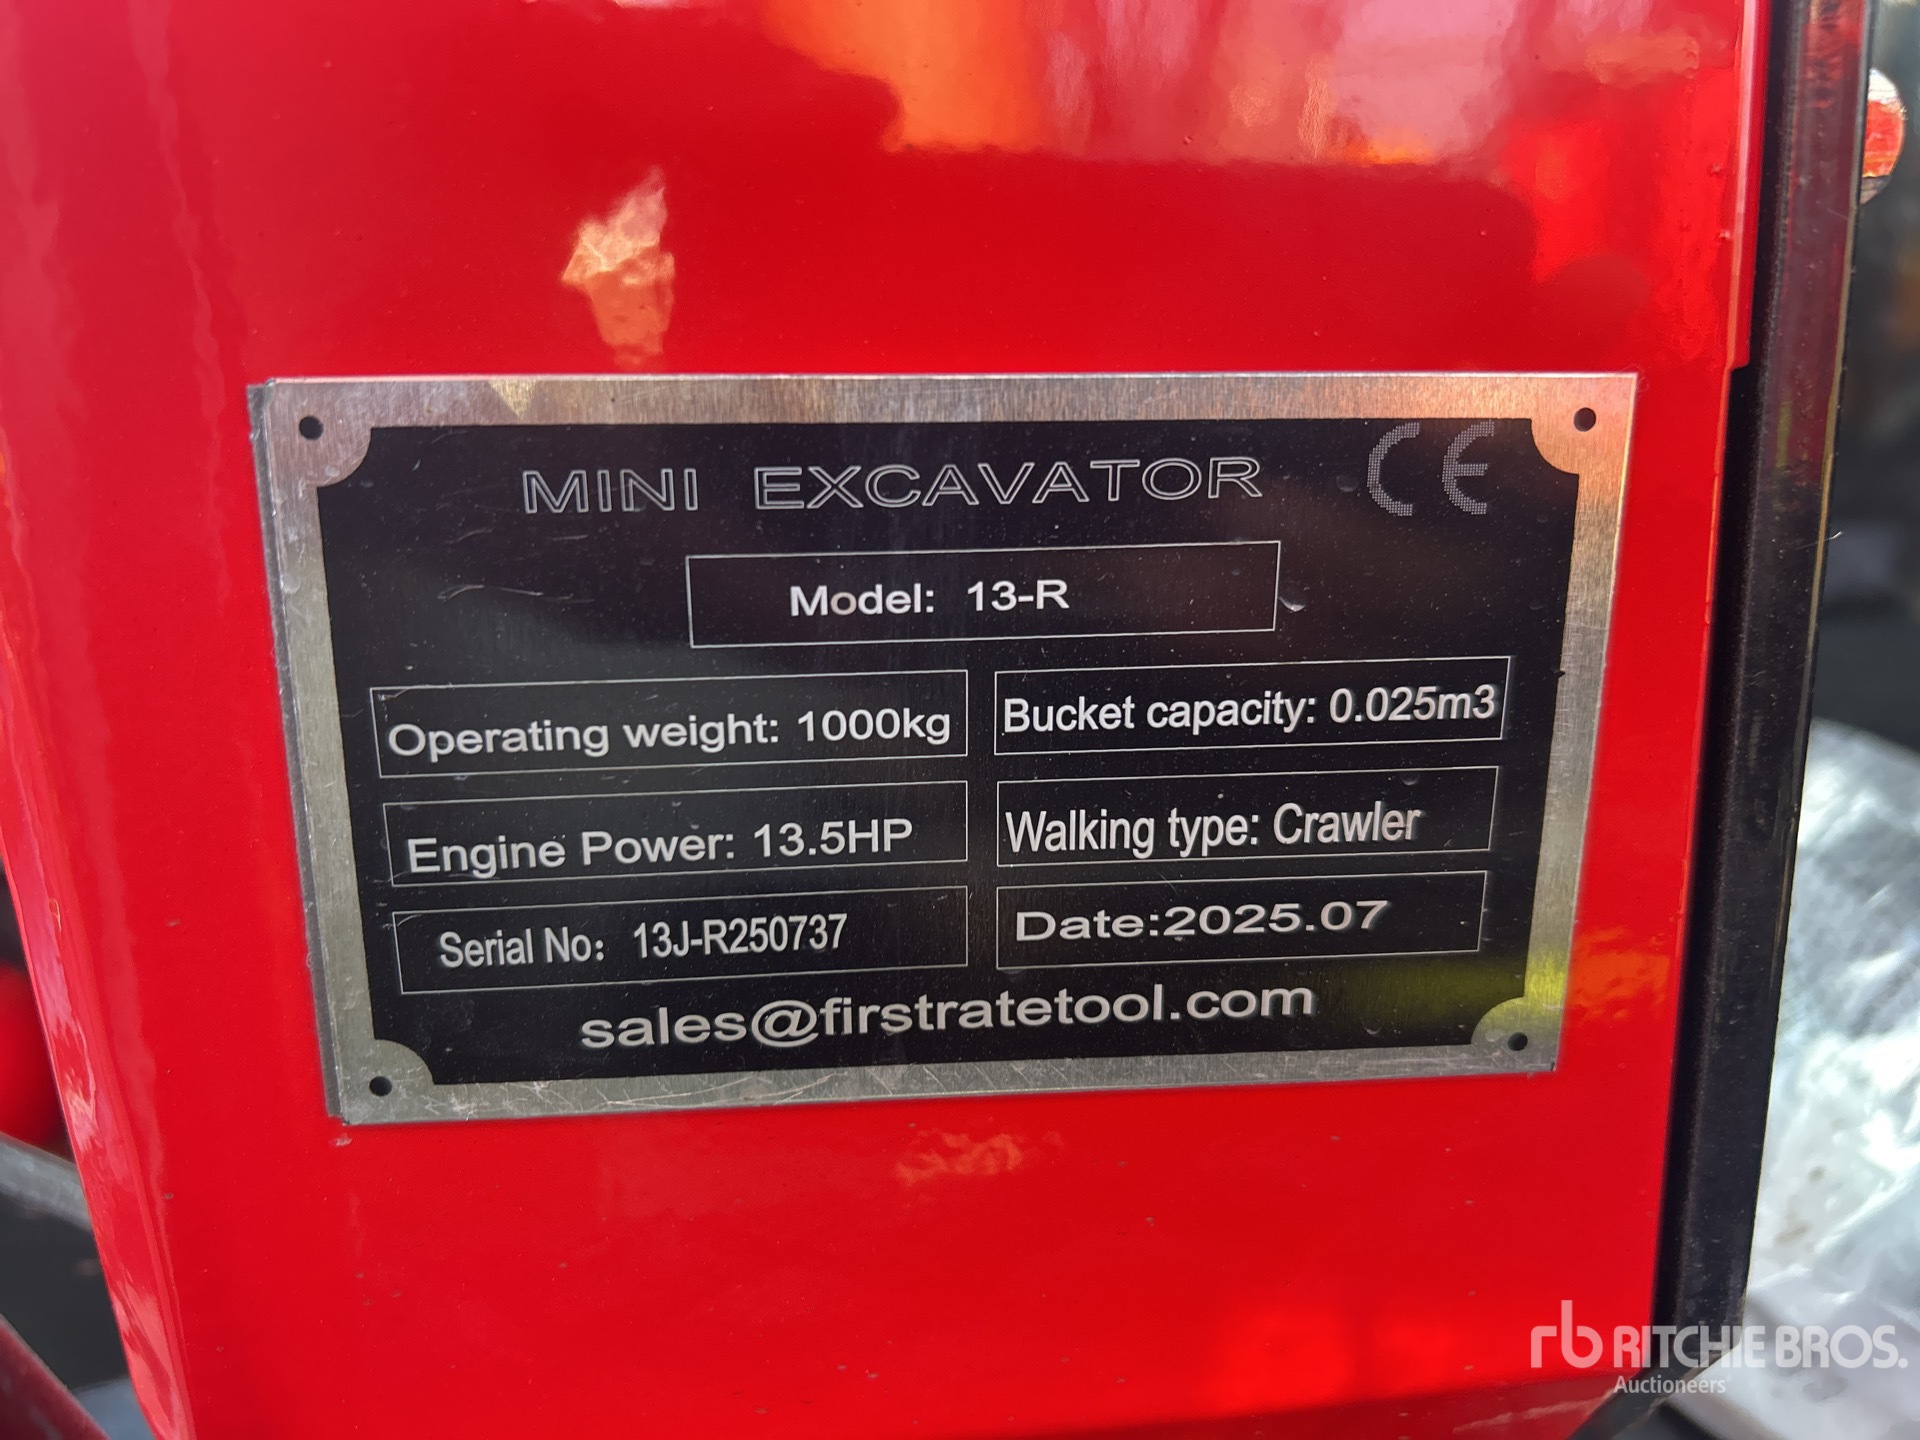 MINI EXCAVATOR CE
Model: 13-R
Operating weight: 1000kg
Bucket capacity: 0.025m3
Engine Power: 13.5HP
Walking type: Crawler
Serial No: 13J-R250737
Date:2025.07
sales@firstratetool.com
rb RITCHIE BROS.
Auctioneers